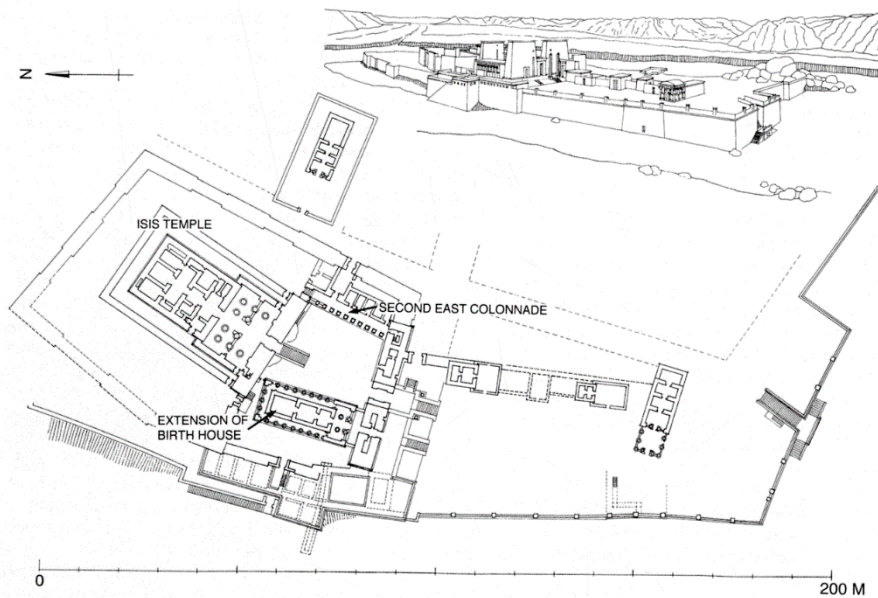 N
ISIS TEMPLE
SECOND EAST COLONNADE
EXTENSION OF
BIRTH HOUSE
0
200 M